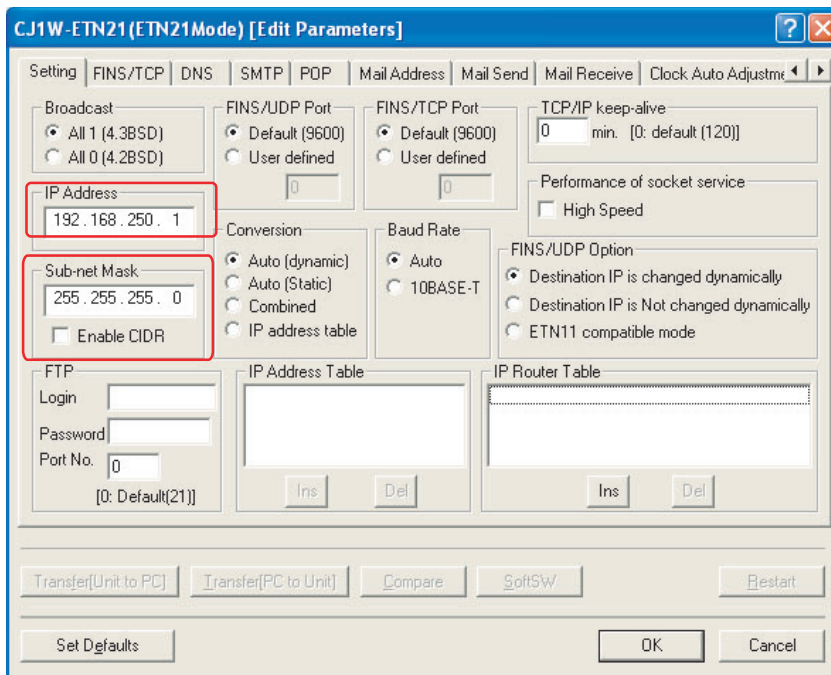 CJ1W-ETN21(ETN21Mode) [Edit Parameters]
Setting FINS/TCP DNS SMTP POP Mail Address Mail Send Mail Receive Clock Auto Adjustme
Broadcast
All 1 (4.3BSD)
All 0 (4.2BSD)
FINS/UDP Port
Default (9600)
User defined
0
FINS/TCP Port
Default (9600)
User defined
0
TCP/IP keep-alive
0 min. [0: default (120)]
Performance of socket service
High Speed
IP Address
192.168.250. 1
Sub-net Mask
255.255.255. 0
Enable CIDR
Conversion
Auto (dynamic)
Auto (Static)
Combined
IP address table
Baud Rate
Auto
10BASE-T
FINS/UDP Option
Destination IP is changed dynamically
Destination IP is Not changed dynamically
ETN11 compatible mode
FTP
Login
Password
Port No. 0
[0: Default(21)]
IP Address Table
Ins Del
IP Router Table
Ins Del
Transfer[Unit to PC] Transfer[PC to Unit] Compare SoftSW Restart
Set Defaults OK Cancel